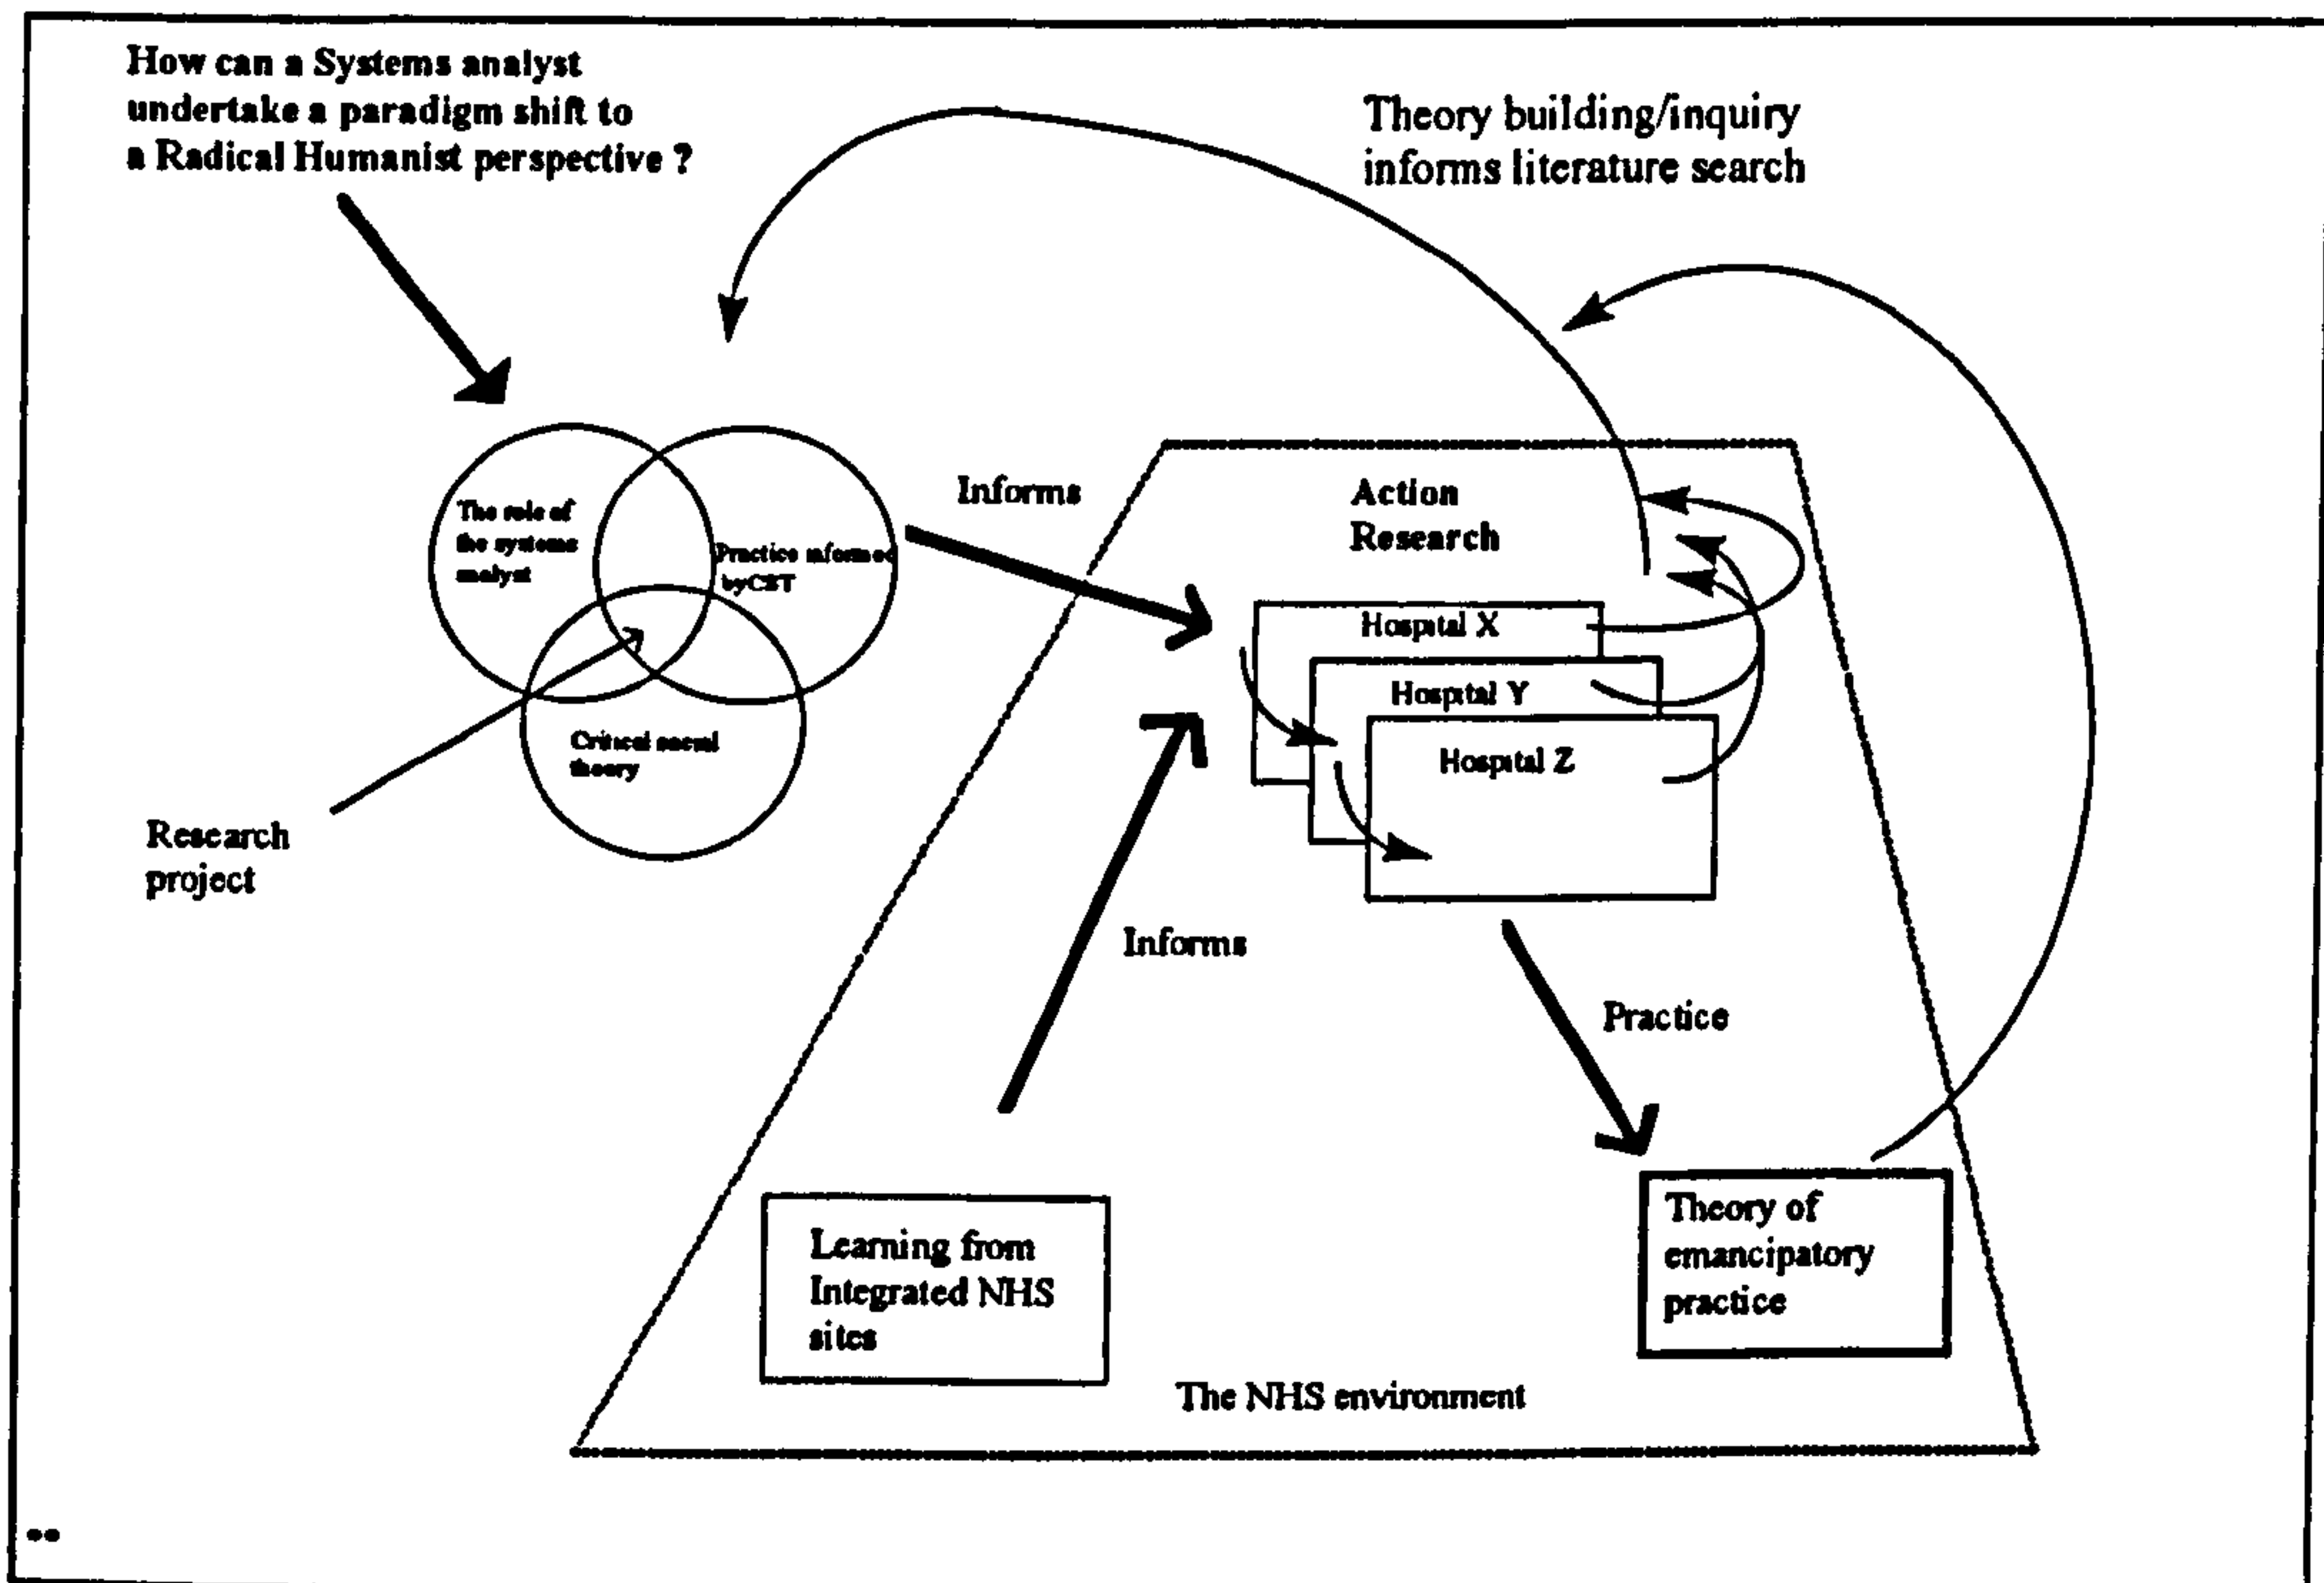 How can a Systems analyst
undertake a paradigm shift to
a Radical Humanist perspective ?
Theory building/inquiry
informs literature search
Informs
Action
Research
The role of
the systems
analyst
Practice informed
by CST
Hospital X
Hospital Y
Hospital Z
Critical social
theory
Research
project
Informs
Practice
Learning from
Integrated NHS
sites
Theory of
emancipatory
practice
The NHS environment